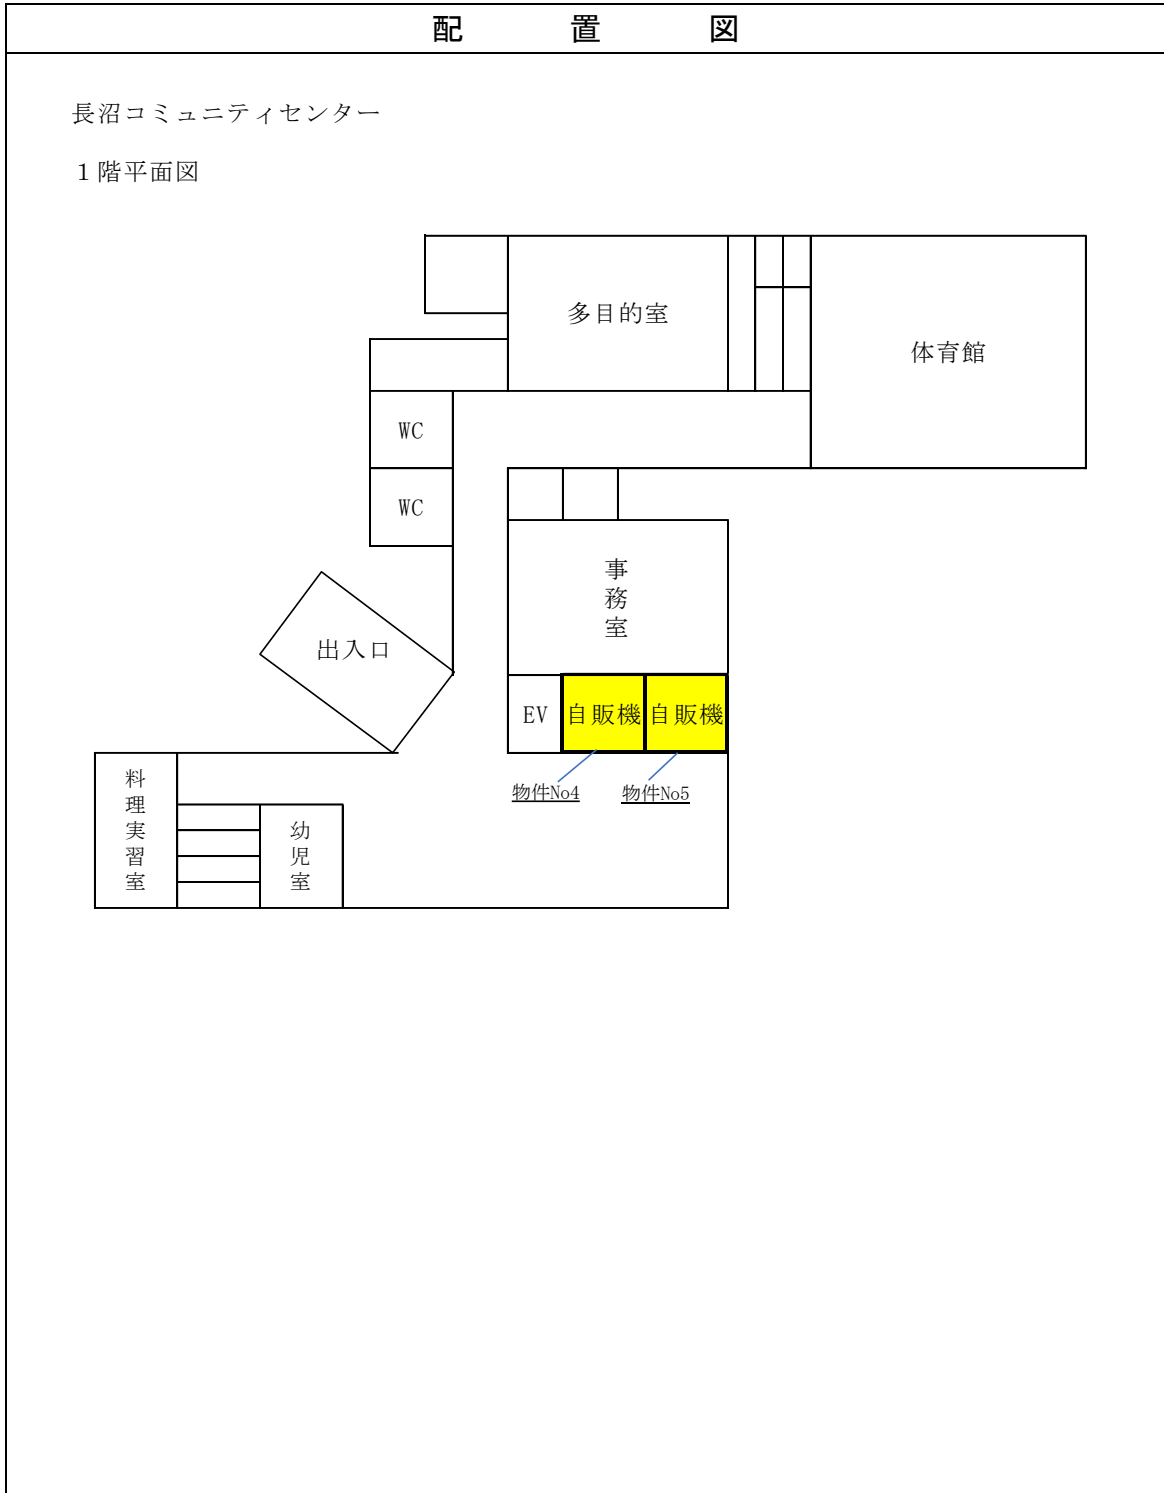 配置図
長沼コミュニティセンター
１階平面図
多目的室
体育館
WC
WC
事務室
出入口
EV
自販機
自販機
物件No4
物件No5
料理実習室
幼児室